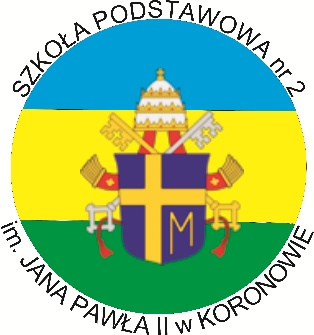 SZKOŁA PODSTAWOWA nr 2
im. JANA PAWŁA II w KORONOWIE
M